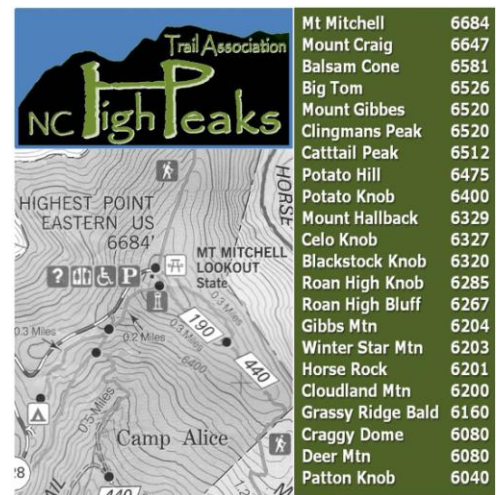 Trail Association
NC High Peaks
HIGHEST POINT
EASTERN US
6684'
HORSE
MT MITCHELL
LOOKOUT
State
? P
0.3 Miles
0.2 Miles
0.3 Miles
0.3 Miles
190
440
6400
0.5 Miles
Camp Alice
440
Mt Mitchell 6684
Mount Craig 6647
Balsam Cone 6581
Big Tom 6526
Mount Gibbes 6520
Clingmans Peak 6520
Catttail Peak 6512
Potato Hill 6475
Potato Knob 6400
Mount Hallback 6329
Celo Knob 6327
Blackstock Knob 6320
Roan High Knob 6285
Roan High Bluff 6267
Gibbs Mtn 6204
Winter Star Mtn 6203
Horse Rock 6201
Cloudland Mtn 6200
Grassy Ridge Bald 6160
Craggy Dome 6080
Deer Mtn 6080
Patton Knob 6040